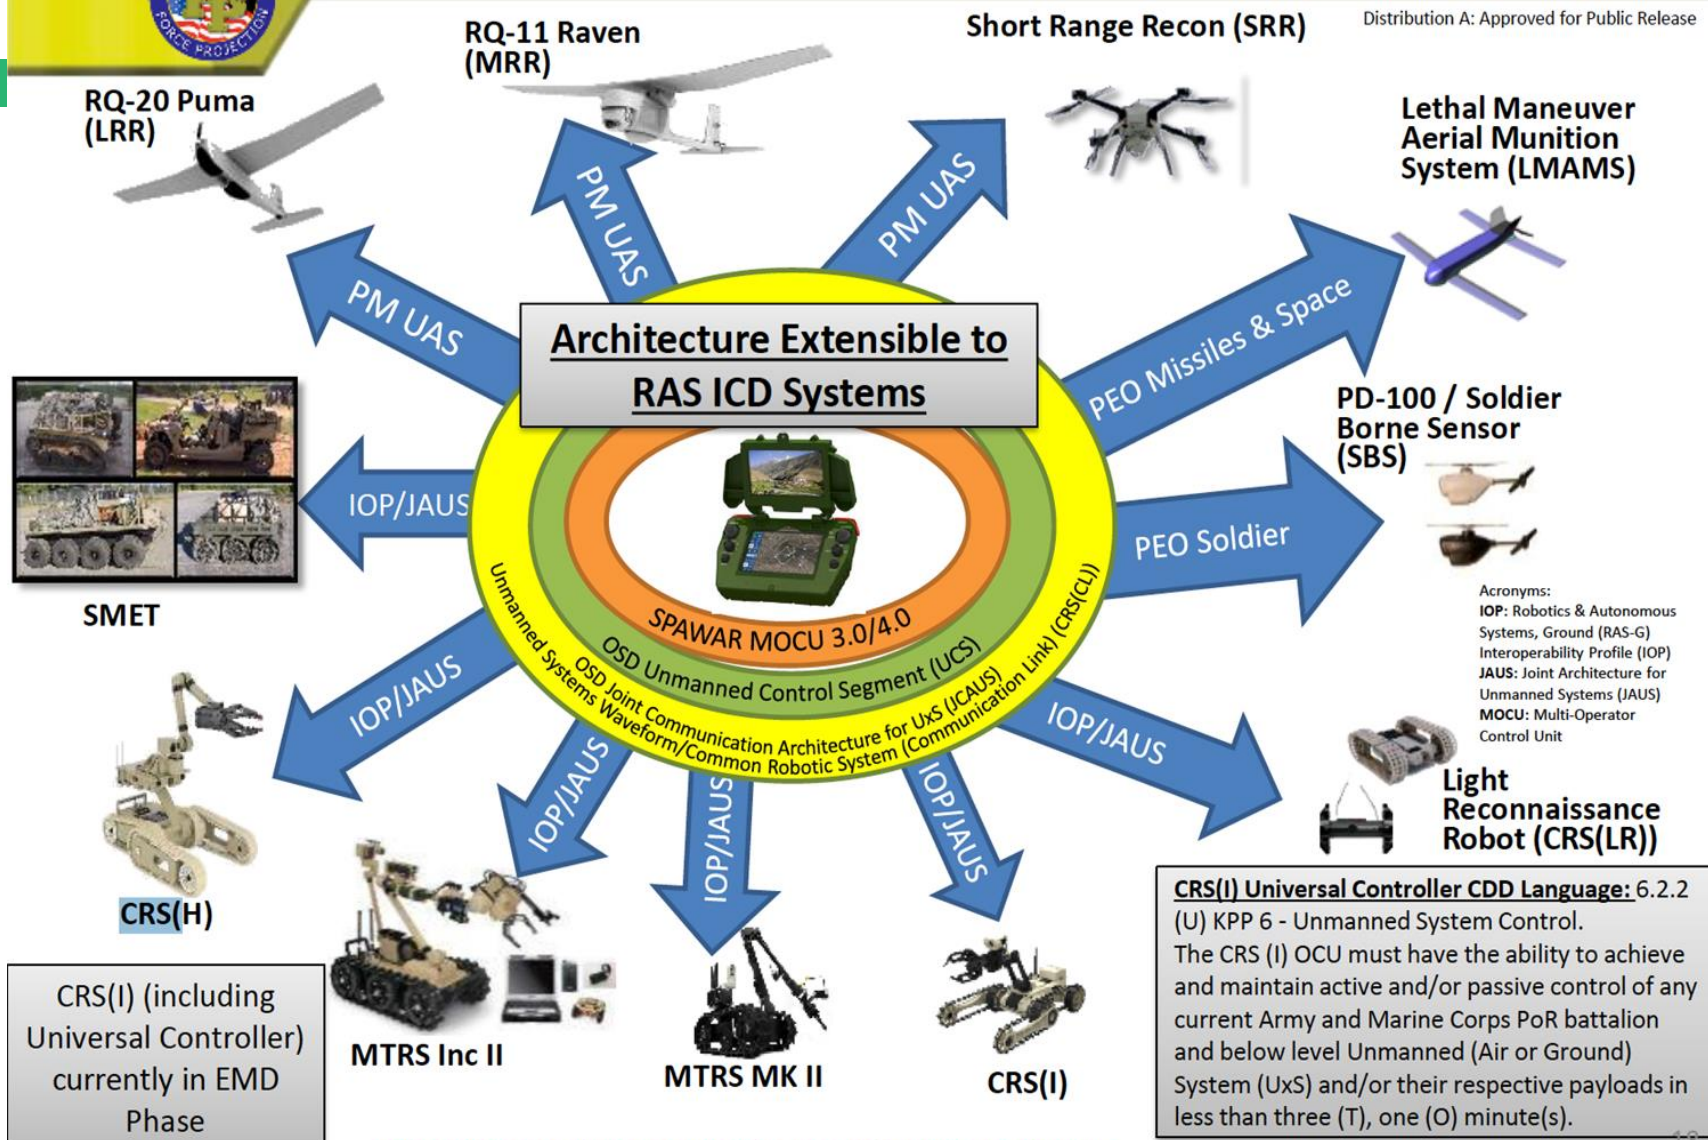 FORCE PROJECTION
RQ-11 Raven
(MRR)
Short Range Recon (SRR)
Distribution A: Approved for Public Release
RQ-20 Puma
(LRR)
Lethal Maneuver
Aerial Munition
System (LMAMS)
PM UAS
PM UAS
PM UAS
PEO Missiles & Space
Architecture Extensible to
RAS ICD Systems
PD-100 / Soldier
Borne Sensor
(SBS)
IOP/JAUS
PEO Soldier
SMET
SPAWAR MOCU 3.0/4.0
OSD Unmanned Control Segment (UCS)
OSD Joint Communication Architecture for UxS (JCAUS)
Unmanned Systems Waveform/Common Robotic System (Communication Link) (CRS(CL))
Acronyms:
IOP: Robotics & Autonomous
Systems, Ground (RAS-G)
Interoperability Profile (IOP)
JAUS: Joint Architecture for
Unmanned Systems (JAUS)
MOCU: Multi-Operator
Control Unit
IOP/JAUS
IOP/JAUS
IOP/JAUS
IOP/JAUS
IOP/JAUS
Light
Reconnaissance
Robot (CRS(LR))
CRS(H)
MTRS Inc II
MTRS MK II
CRS(I)
CRS(I) (including
Universal Controller)
currently in EMD
Phase
CRS(I) Universal Controller CDD Language: 6.2.2
(U) KPP 6 - Unmanned System Control.
The CRS (I) OCU must have the ability to achieve
and maintain active and/or passive control of any
current Army and Marine Corps PoR battalion
and below level Unmanned (Air or Ground)
System (UxS) and/or their respective payloads in
less than three (T), one (O) minute(s).